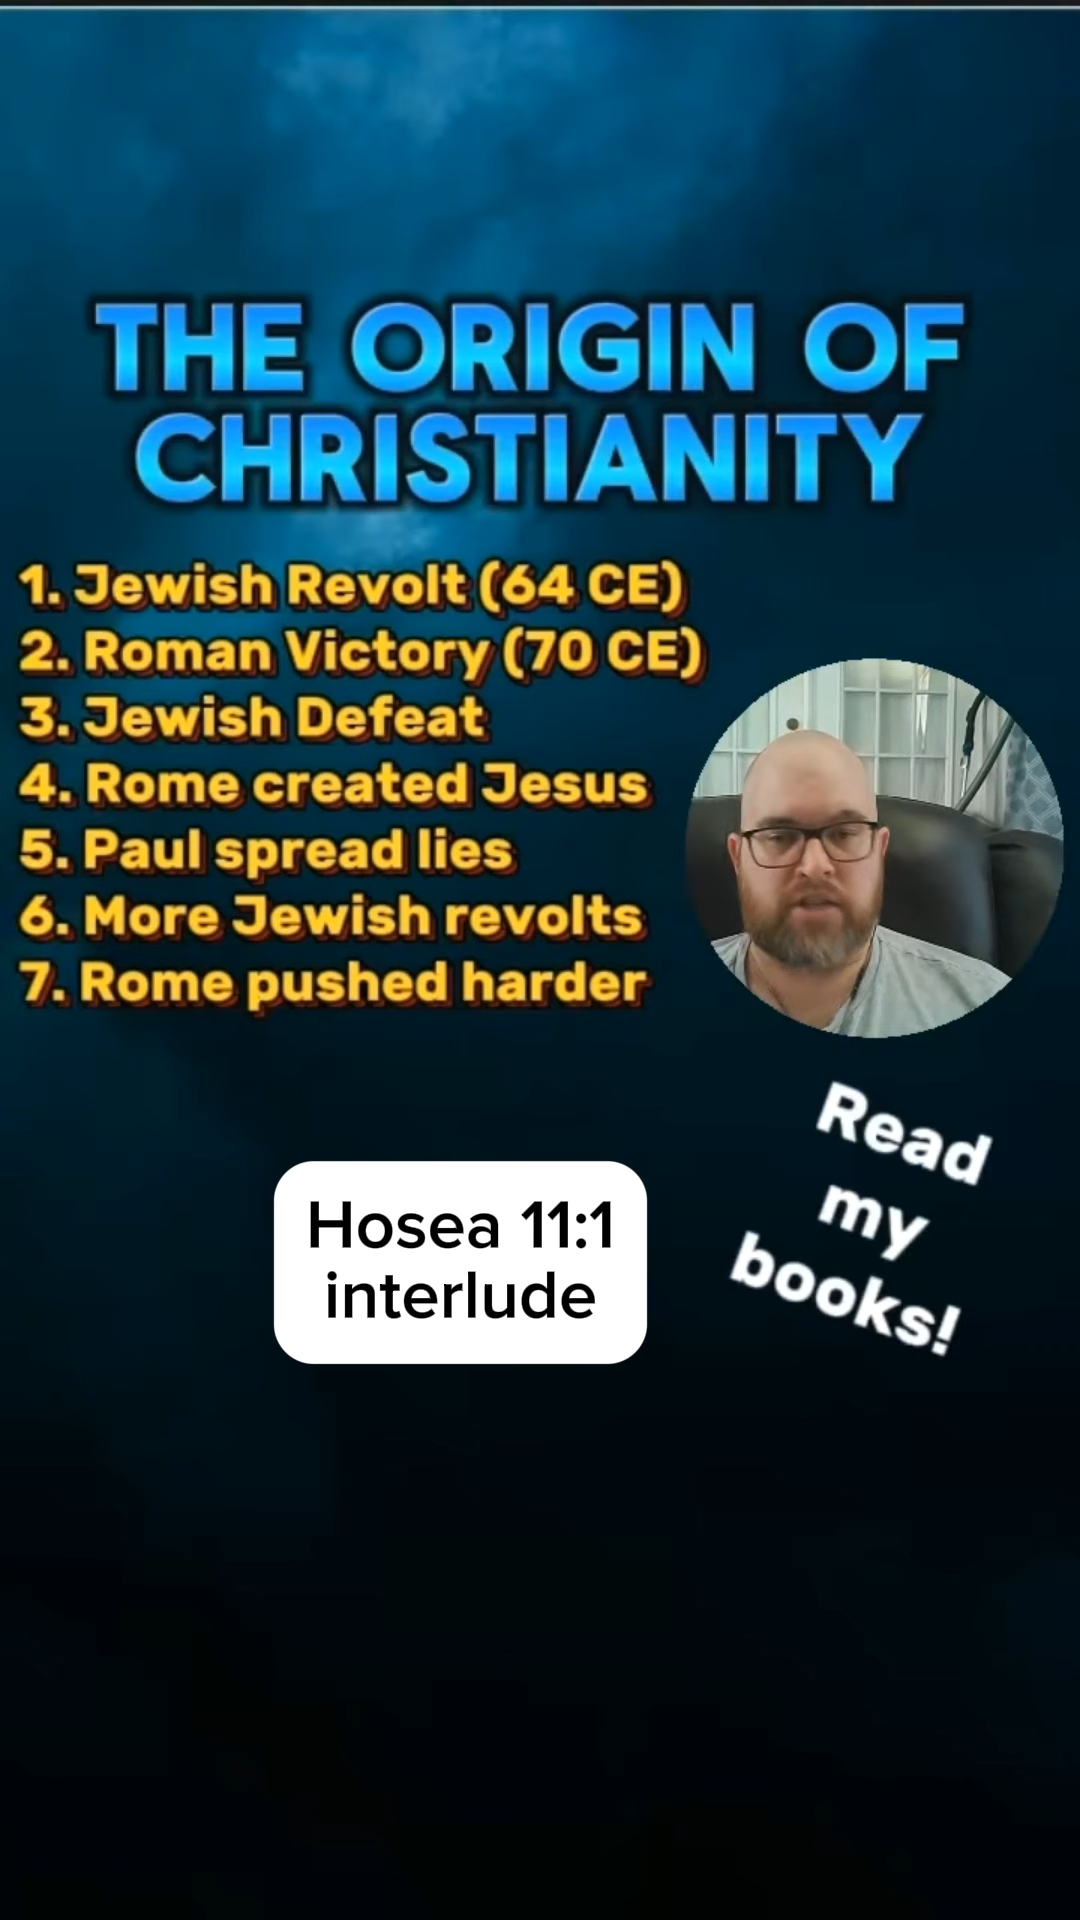 THE ORIGIN OF
CHRISTIANITY
1. Jewish Revolt (64 CE)
2. Roman Victory (70 CE)
3. Jewish Defeat
4. Rome created Jesus
5. Paul spread lies
6. More Jewish revolts
7. Rome pushed harder
Read
my
books!
Hosea 11:1
interlude